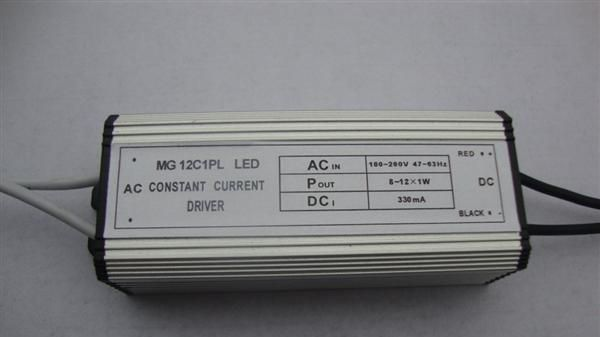 MG 12C1PL LED
AC CONSTANT CURRENT
DRIVER
AC IN 180~260V 47~63Hz
P OUT 8~12×1W
DC I 330mA
RED +
DC
BLACK -